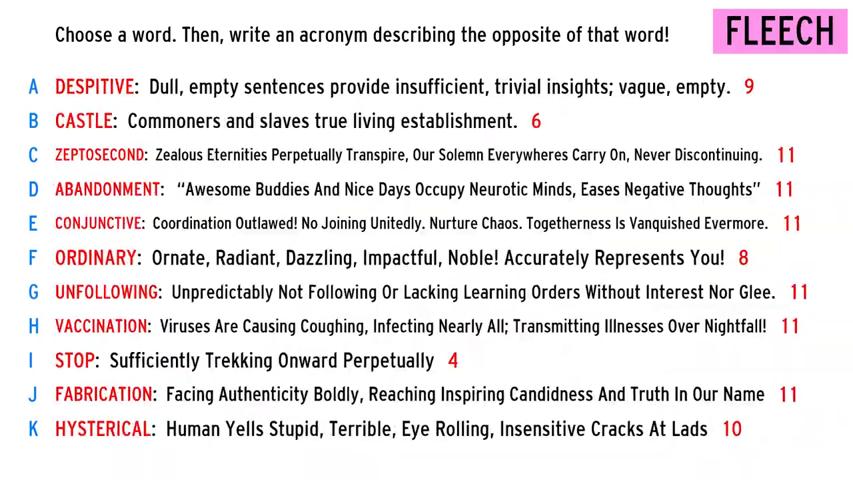 Choose a word. Then, write an acronym describing the opposite of that word! FLEECH
A DESPITIVE: Dull, empty sentences provide insufficient, trivial insights; vague, empty. 9
B CASTLE: Commoners and slaves true living establishment. 6
C ZEPTOSECOND: Zealous Eternities Perpetually Transpire, Our Solemn Everywheres Carry On, Never Discontinuing. 11
D ABANDONMENT: “Awesome Buddies And Nice Days Occupy Neurotic Minds, Eases Negative Thoughts” 11
E CONJUNCTIVE: Coordination Outlawed! No Joining Unitedly. Nurture Chaos. Togetherness Is Vanquished Evermore. 11
F ORDINARY: Ornate, Radiant, Dazzling, Impactful, Noble! Accurately Represents You! 8
G UNFOLLOWING: Unpredictably Not Following Or Lacking Learning Orders Without Interest Nor Glee. 11
H VACCINATION: Viruses Are Causing Coughing, Infecting Nearly All; Transmitting Illnesses Over Nightfall! 11
I STOP: Sufficiently Trekking Onward Perpetually 4
J FABRICATION: Facing Authenticity Boldly, Reaching Inspiring Candidness And Truth In Our Name 11
K HYSTERICAL: Human Yells Stupid, Terrible, Eye Rolling, Insensitive Cracks At Lads 10